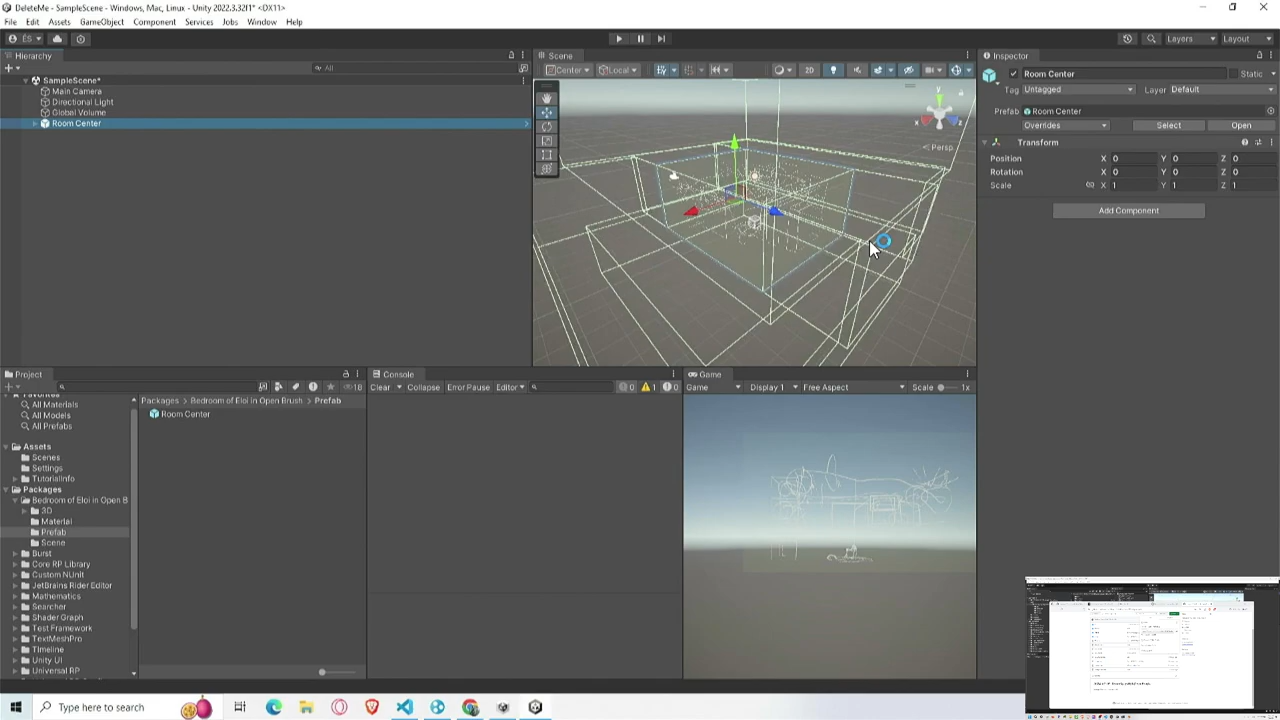 DeleteMe - SampleScene - Windows, Mac, Linux - Unity 2022.3.32f1* <DX11>
File Edit Assets GameObject Component Services Jobs Window Help
ÉS
Layers Layout
Hierarchy
All
SampleScene*
Main Camera
Directional Light
Global Volume
Room Center
Scene
Center Local 2D
y
x z
Persp
Inspector
Room Center Static
Tag Untagged Layer Default
Prefab Room Center
Overrides Select Open
Transform
Position X 0 Y 0 Z 0
Rotation X 0 Y 0 Z 0
Scale X 1 Y 1 Z 1
Add Component
Project
18
Favorites
All Materials
All Models
All Prefabs
Assets
Scenes
Settings
TutorialInfo
Packages
Bedroom of Eloi in Open B
3D
Material
Prefab
Scene
Burst
Core RP Library
Custom NUnit
JetBrains Rider Editor
Mathematics
Searcher
Shader Graph
Test Framework
TextMeshPro
Timeline
Unity UI
Universal RP
Packages > Bedroom of Eloi in Open Brush > Prefab
Room Center
Console
Clear Collapse Error Pause Editor 0 1 0
Game
Game Display 1 Free Aspect Scale 1x
Type here to search